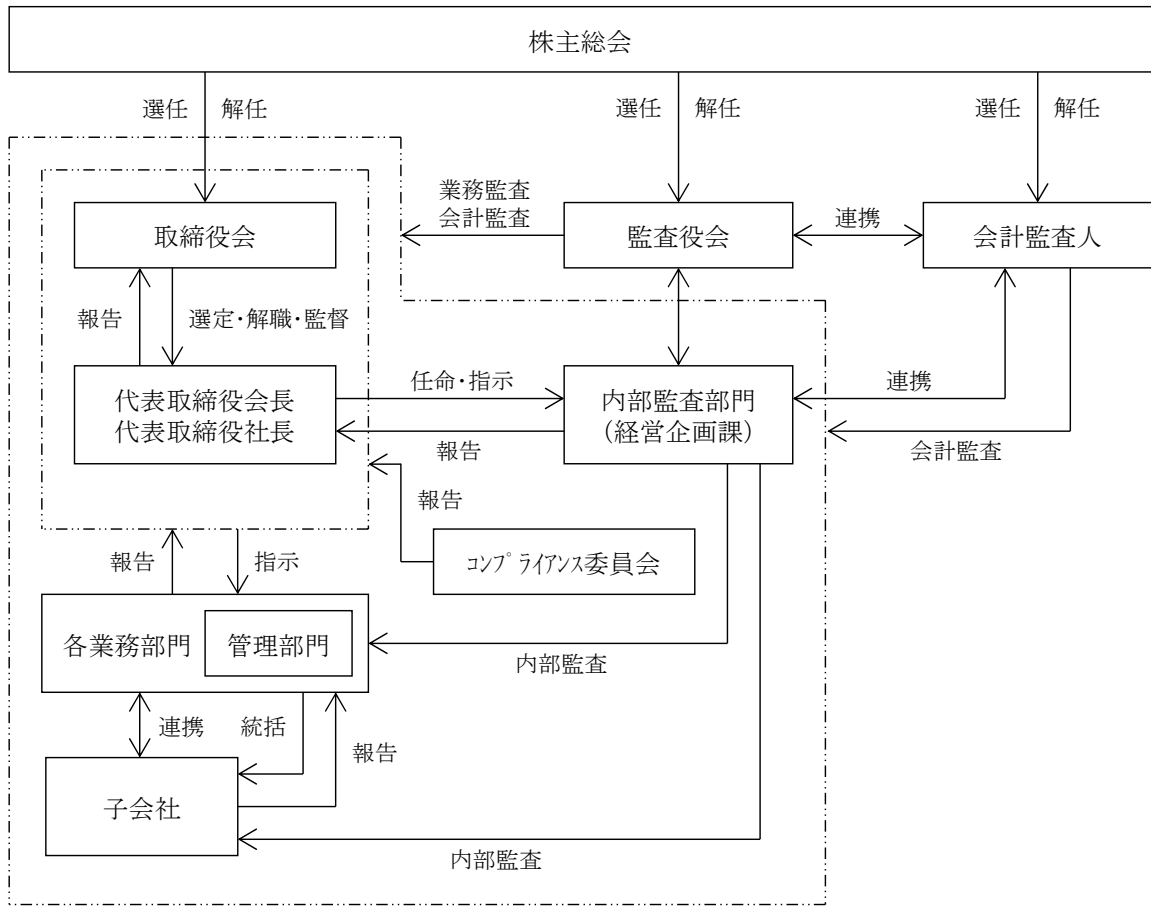 株主総会
選任 解任
選任 解任
選任 解任
業務監査
会計監査
取締役会
監査役会
連携
会計監査人
報告
選定・解職・監督
代表取締役会長
代表取締役社長
任命・指示
報告
内部監査部門
(経営企画課)
連携
会計監査
報告
コンプライアンス委員会
報告
指示
各業務部門
管理部門
内部監査
連携
統括
報告
子会社
内部監査